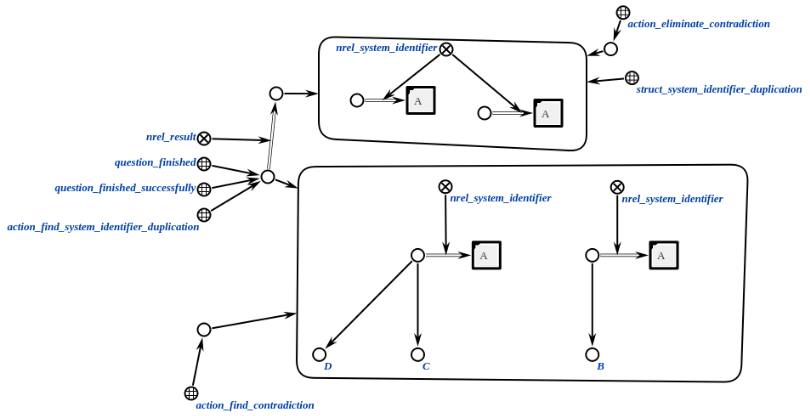 action_eliminate_contradiction
nrel_system_identifier
struct_system_identifier_duplication
A
A
nrel_result
question_finished
question_finished_successfully
action_find_system_identifier_duplication
nrel_system_identifier
nrel_system_identifier
A
A
D
C
B
action_find_contradiction